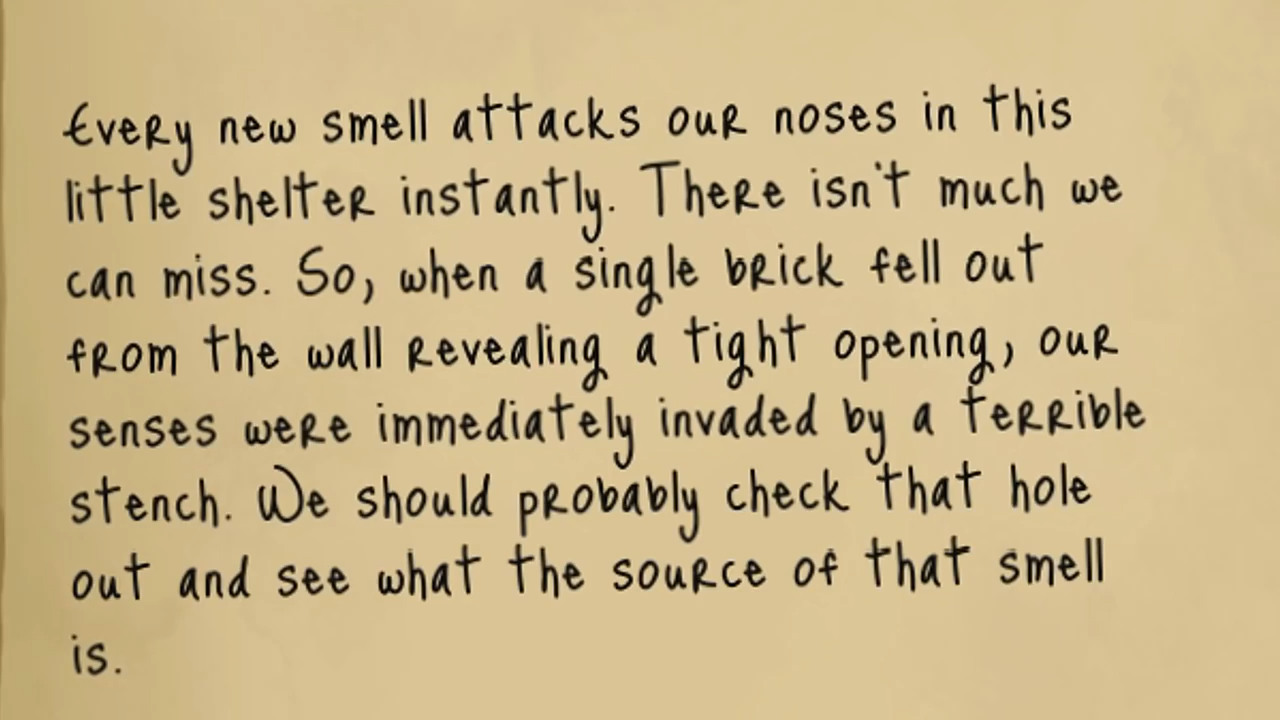 Every new smell attacks our noses in this
little shelter instantly. There isn't much we
can miss. So, when a single brick fell out
from the wall revealing a tight opening, our
senses were immediately invaded by a terrible
stench. We should probably check that hole
out and see what the source of that smell
is.